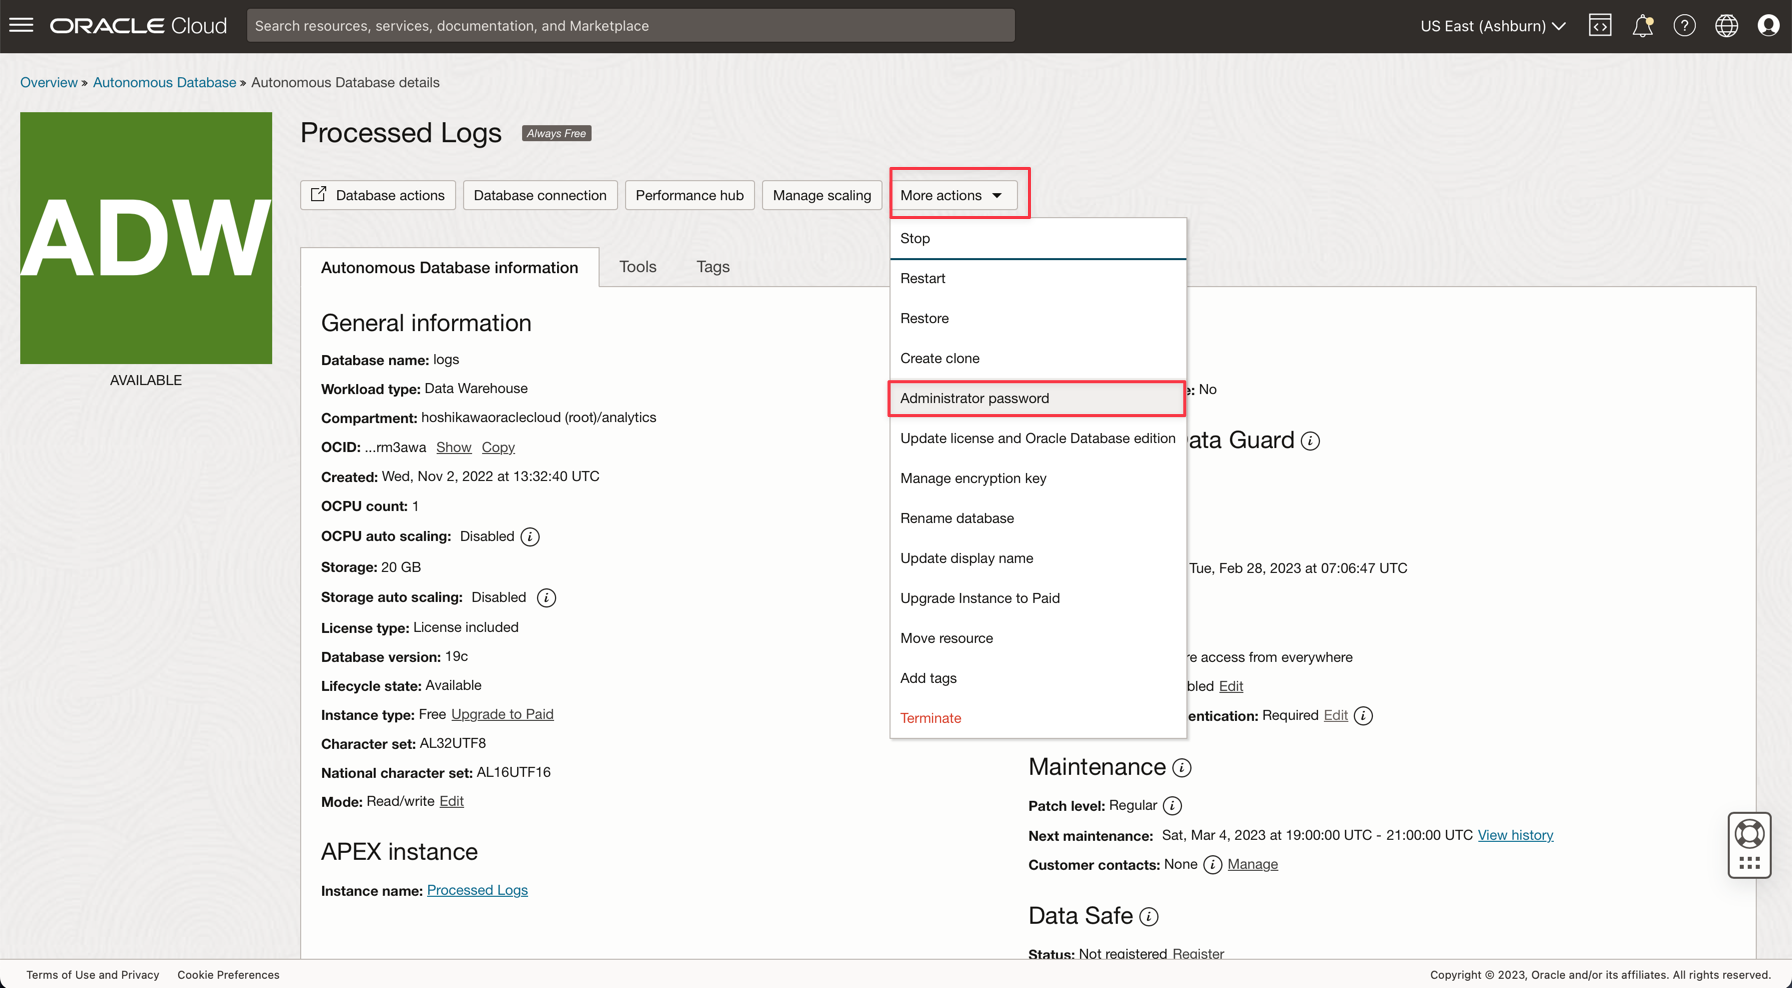 ORACLE Cloud
Search resources, services, documentation, and Marketplace
US East (Ashburn)
Overview » Autonomous Database » Autonomous Database details
ADW
AVAILABLE
Processed Logs Always Free
Database actions
Database connection
Performance hub
Manage scaling
More actions
Stop
Restart
Restore
Create clone
Administrator password
Update license and Oracle Database edition
Manage encryption key
Rename database
Update display name
Upgrade Instance to Paid
Move resource
Add tags
Terminate
Autonomous Database information
Tools
Tags
General information
Database name: logs
Workload type: Data Warehouse
Compartment: hoshikawaoraclecloud (root)/analytics
OCID: ...rm3awa Show Copy
Created: Wed, Nov 2, 2022 at 13:32:40 UTC
OCPU count: 1
OCPU auto scaling: Disabled
Storage: 20 GB
Storage auto scaling: Disabled
License type: License included
Database version: 19c
Lifecycle state: Available
Instance type: Free Upgrade to Paid
Character set: AL32UTF8
National character set: AL16UTF16
Mode: Read/write Edit
APEX instance
Instance name: Processed Logs
e: No
ata Guard
Tue, Feb 28, 2023 at 07:06:47 UTC
re access from everywhere
bled Edit
entication: Required Edit
Maintenance
Patch level: Regular
Next maintenance: Sat, Mar 4, 2023 at 19:00:00 UTC - 21:00:00 UTC View history
Customer contacts: None Manage
Data Safe
Status: Not registered Register
Terms of Use and Privacy Cookie Preferences
Copyright © 2023, Oracle and/or its affiliates. All rights reserved.